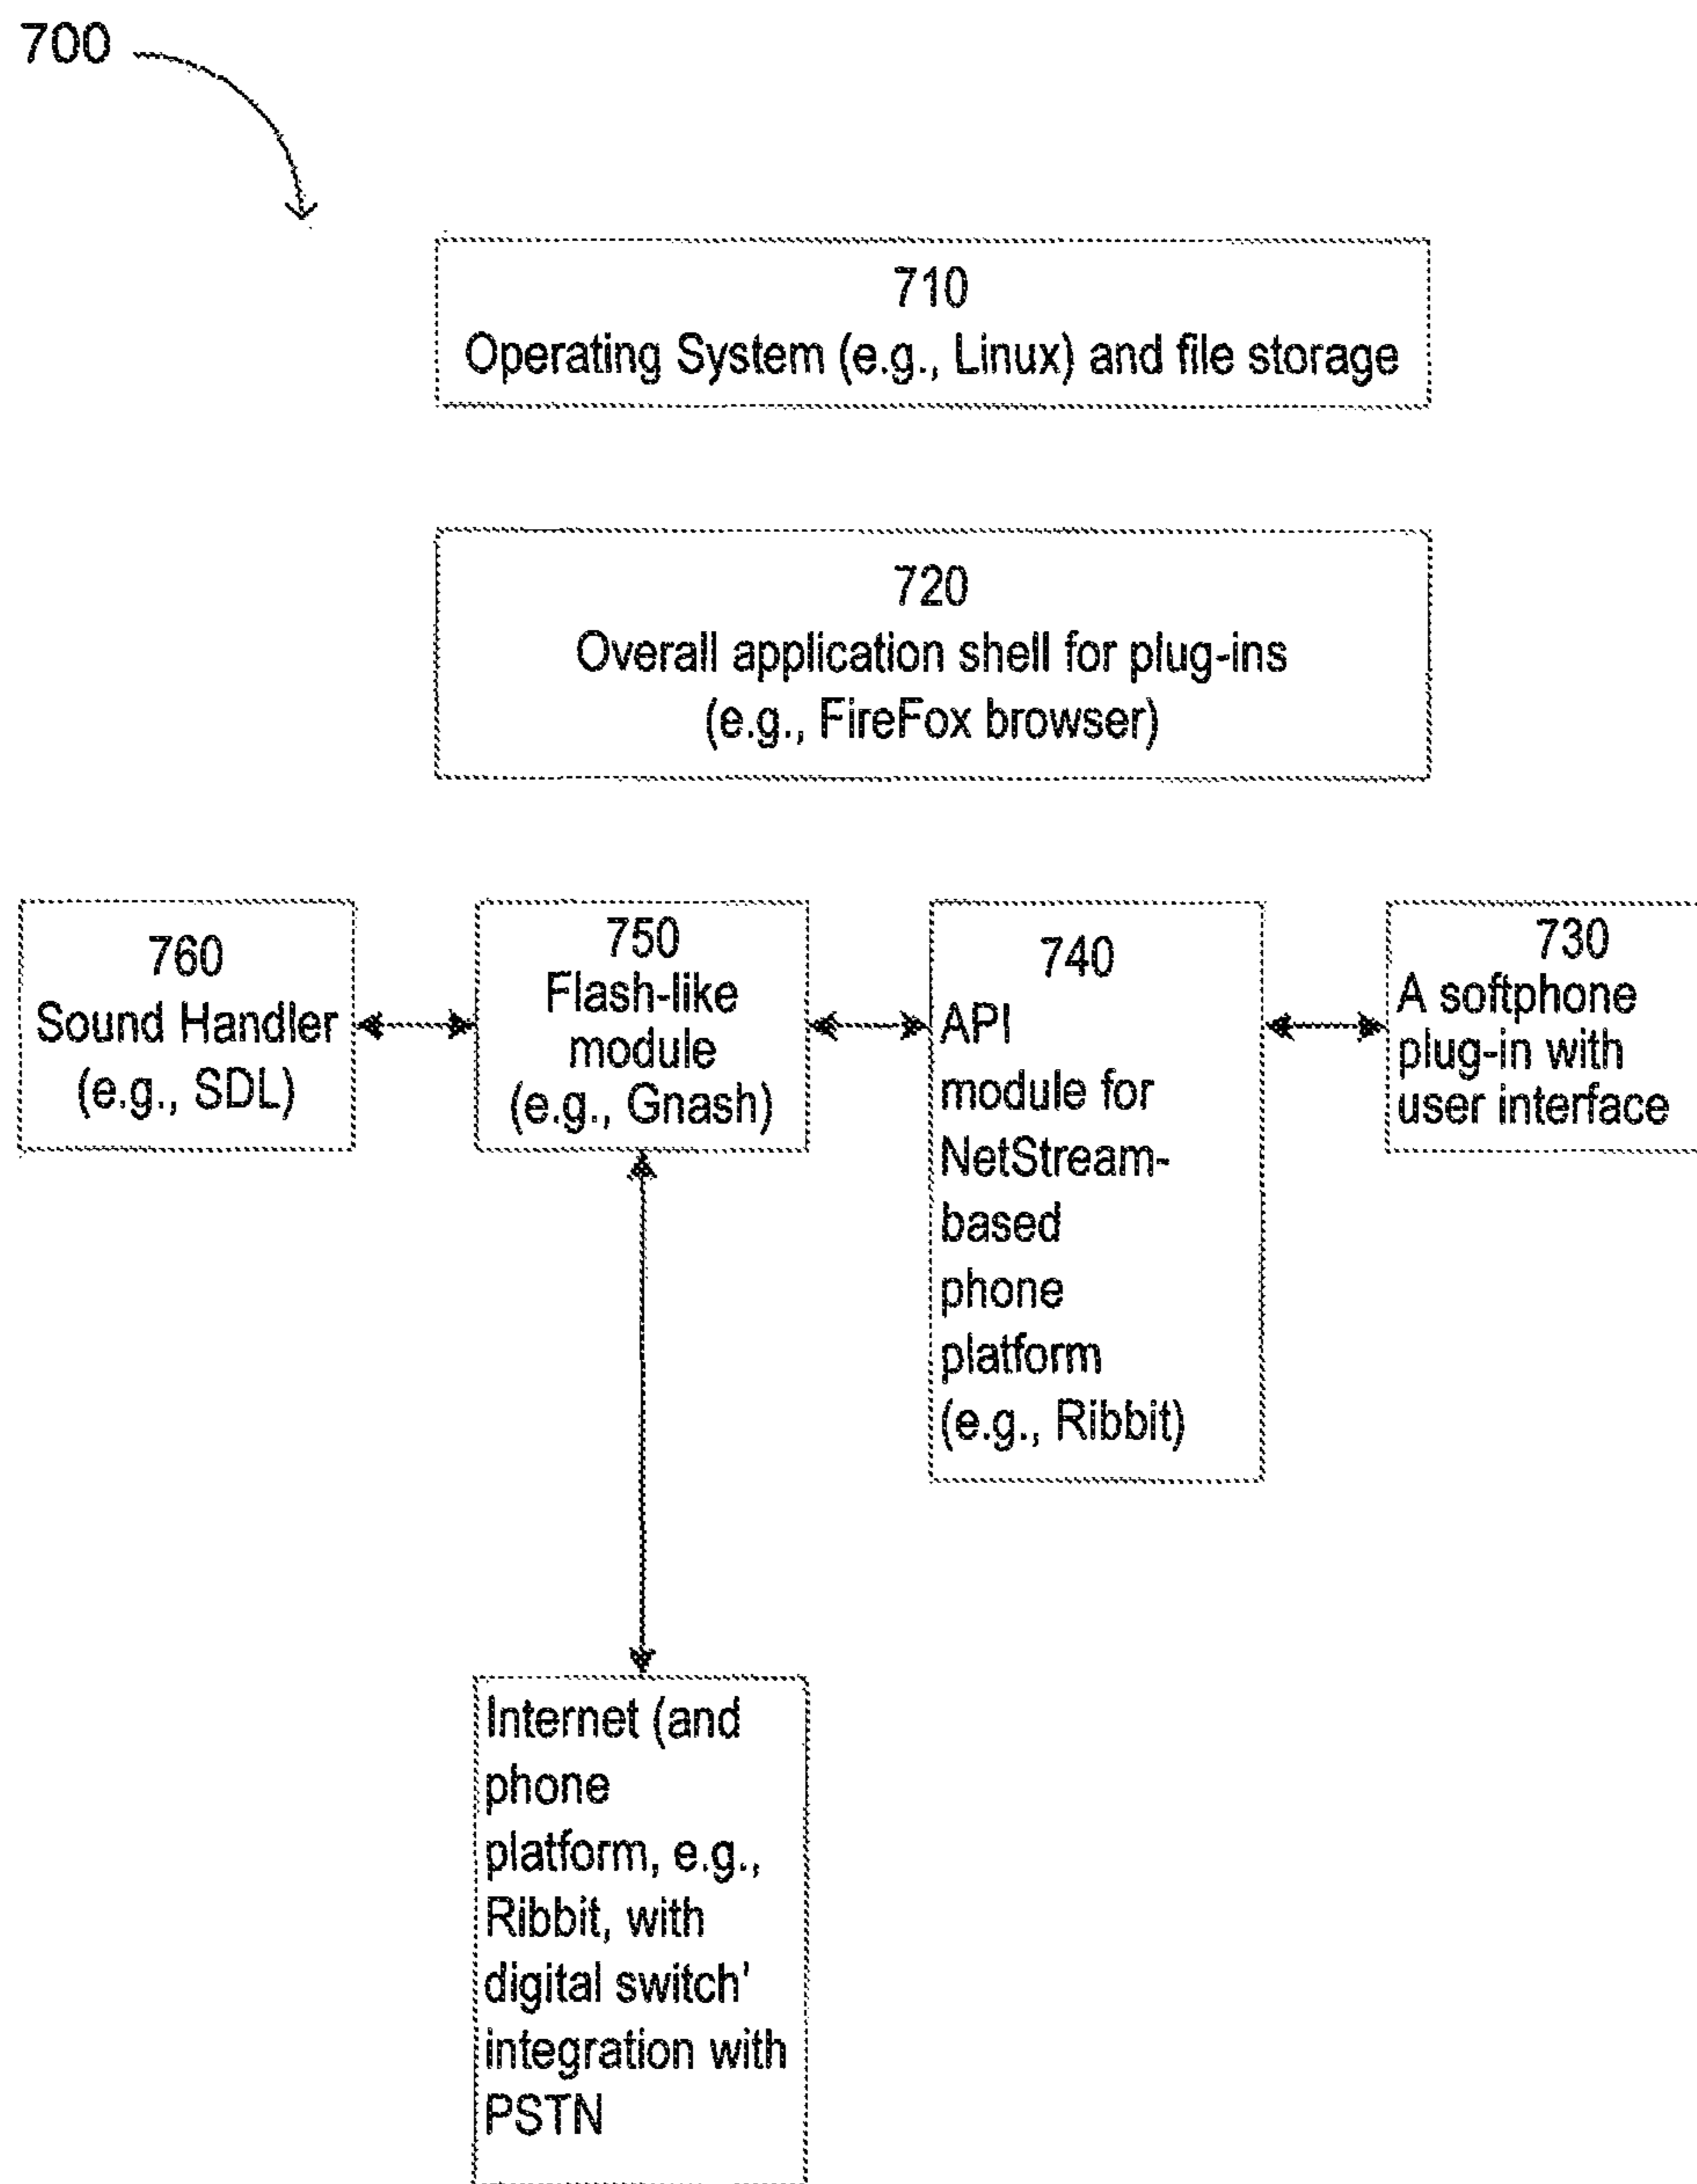 700
710
Operating System (e.g., Linux) and file storage
720
Overall application shell for plug-ins
(e.g., FireFox browser)
760
Sound Handler
(e.g., SDL)
750
Flash-like
module
(e.g., Gnash)
740
API
module for
NetStream-
based
phone
platform
(e.g., Ribbit)
730
A softphone
plug-in with
user interface
Internet (and
phone
platform, e.g.,
Ribbit, with
digital switch'
integration with
PSTN